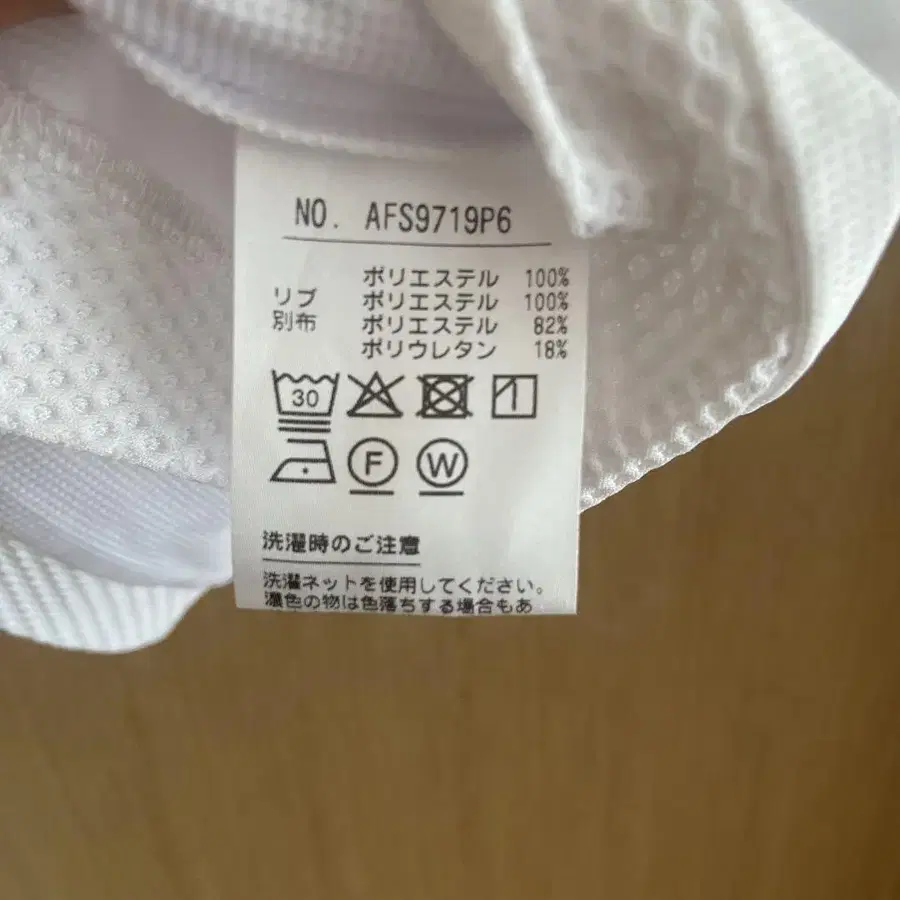 NO. AFS9719P6
ポリエステル 100%
リブ ポリエステル 100%
別布 ポリエステル 82%
ポリウレタン 18%
30
F W
洗濯時のご注意
洗濯ネットを使用してください。
濃色の物は色落ちする場合もあ